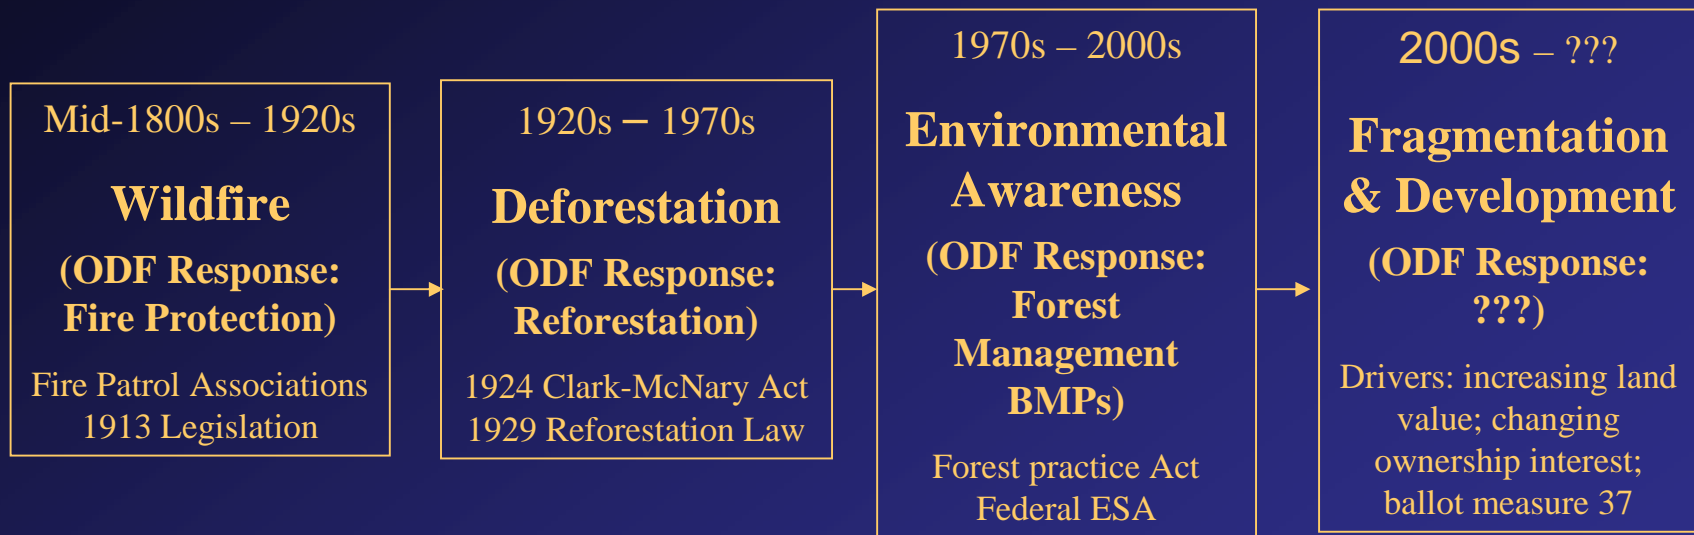 Mid-1800s – 1920s
Wildfire
(ODF Response:
Fire Protection)
Fire Patrol Associations
1913 Legislation
1920s – 1970s
Deforestation
(ODF Response:
Reforestation)
1924 Clark-McNary Act
1929 Reforestation Law
1970s – 2000s
Environmental
Awareness
(ODF Response:
Forest
Management
BMPs)
Forest practice Act
Federal ESA
2000s – ???
Fragmentation
& Development
(ODF Response:
???)
Drivers: increasing land
value; changing
ownership interest;
ballot measure 37